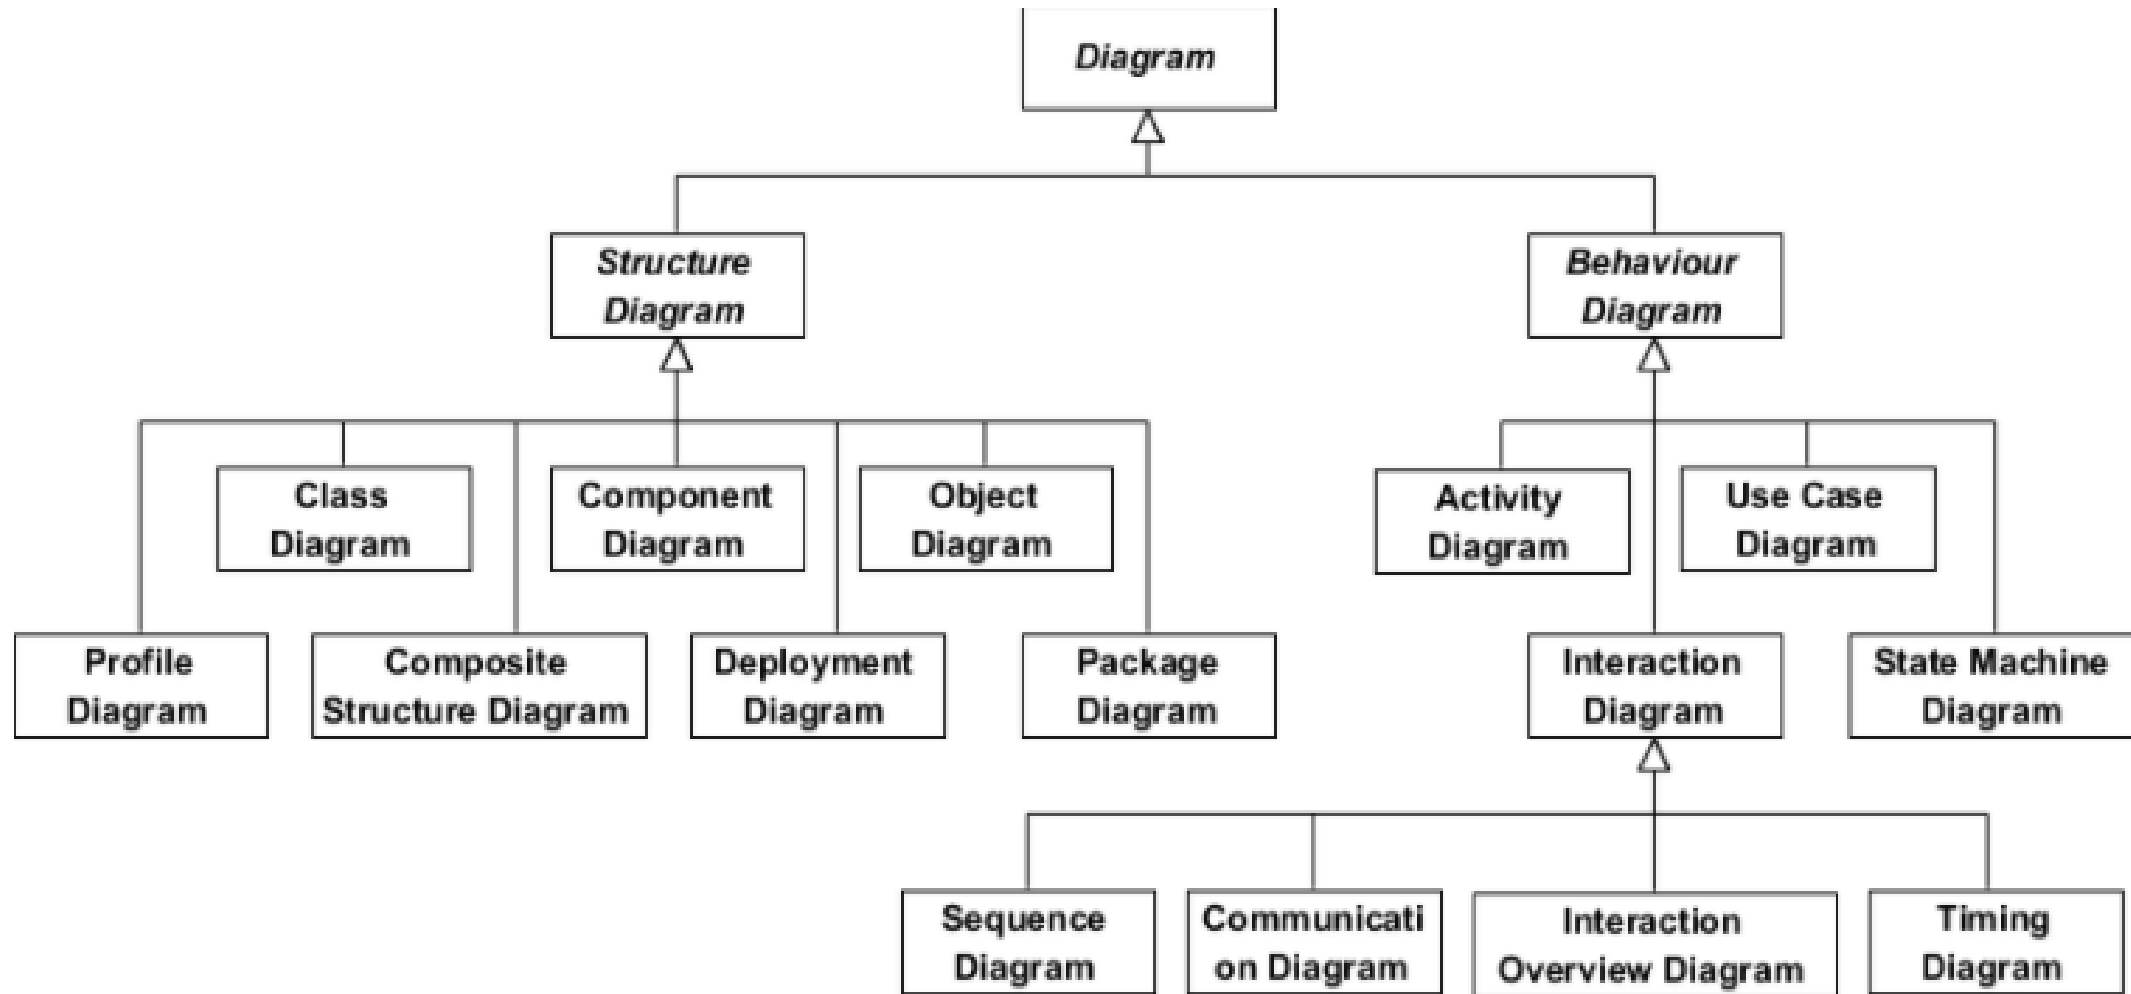 Diagram
Structure
Diagram
Behaviour
Diagram
Class
Diagram
Component
Diagram
Object
Diagram
Activity
Diagram
Use Case
Diagram
Profile
Diagram
Composite
Structure Diagram
Deployment
Diagram
Package
Diagram
Interaction
Diagram
State Machine
Diagram
Sequence
Diagram
Communicati
on Diagram
Interaction
Overview Diagram
Timing
Diagram